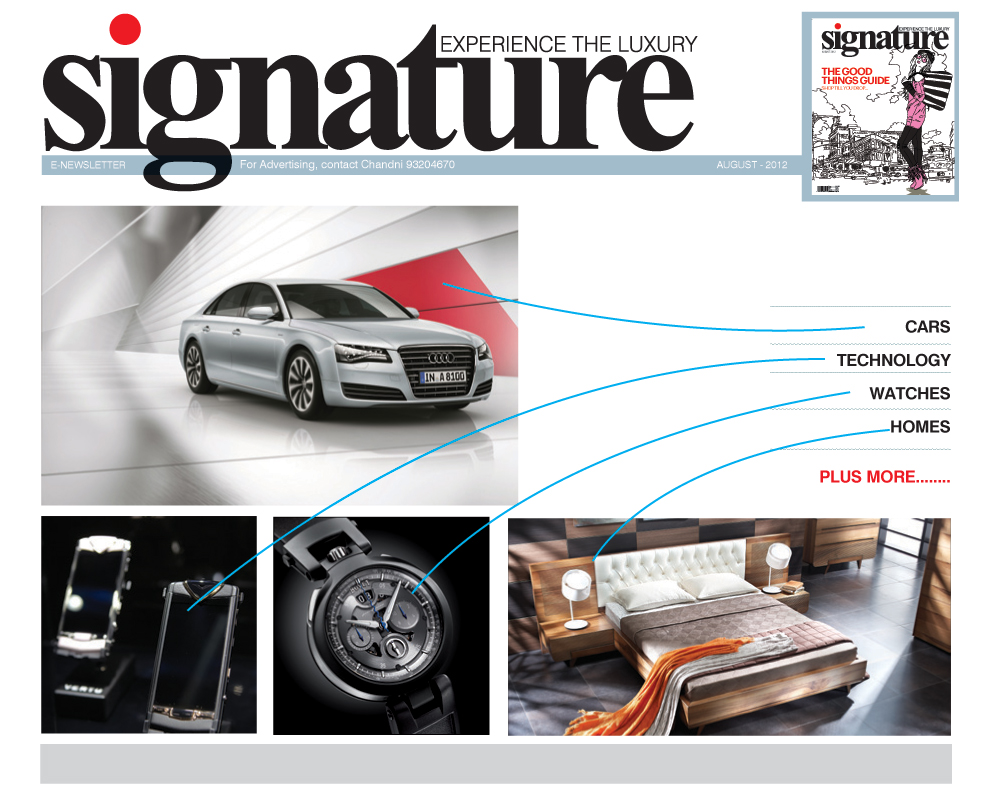 signature
EXPERIENCE THE LUXURY
E-NEWSLETTER
For Advertising, contact Chandni 93204670
AUGUST - 2012
signature
EXPERIENCE THE LUXURY
THE GOOD
THINGS GUIDE
SHOP TILL YOU DROP...
CARS
TECHNOLOGY
WATCHES
HOMES
PLUS MORE........
IN A 8100
VERTU